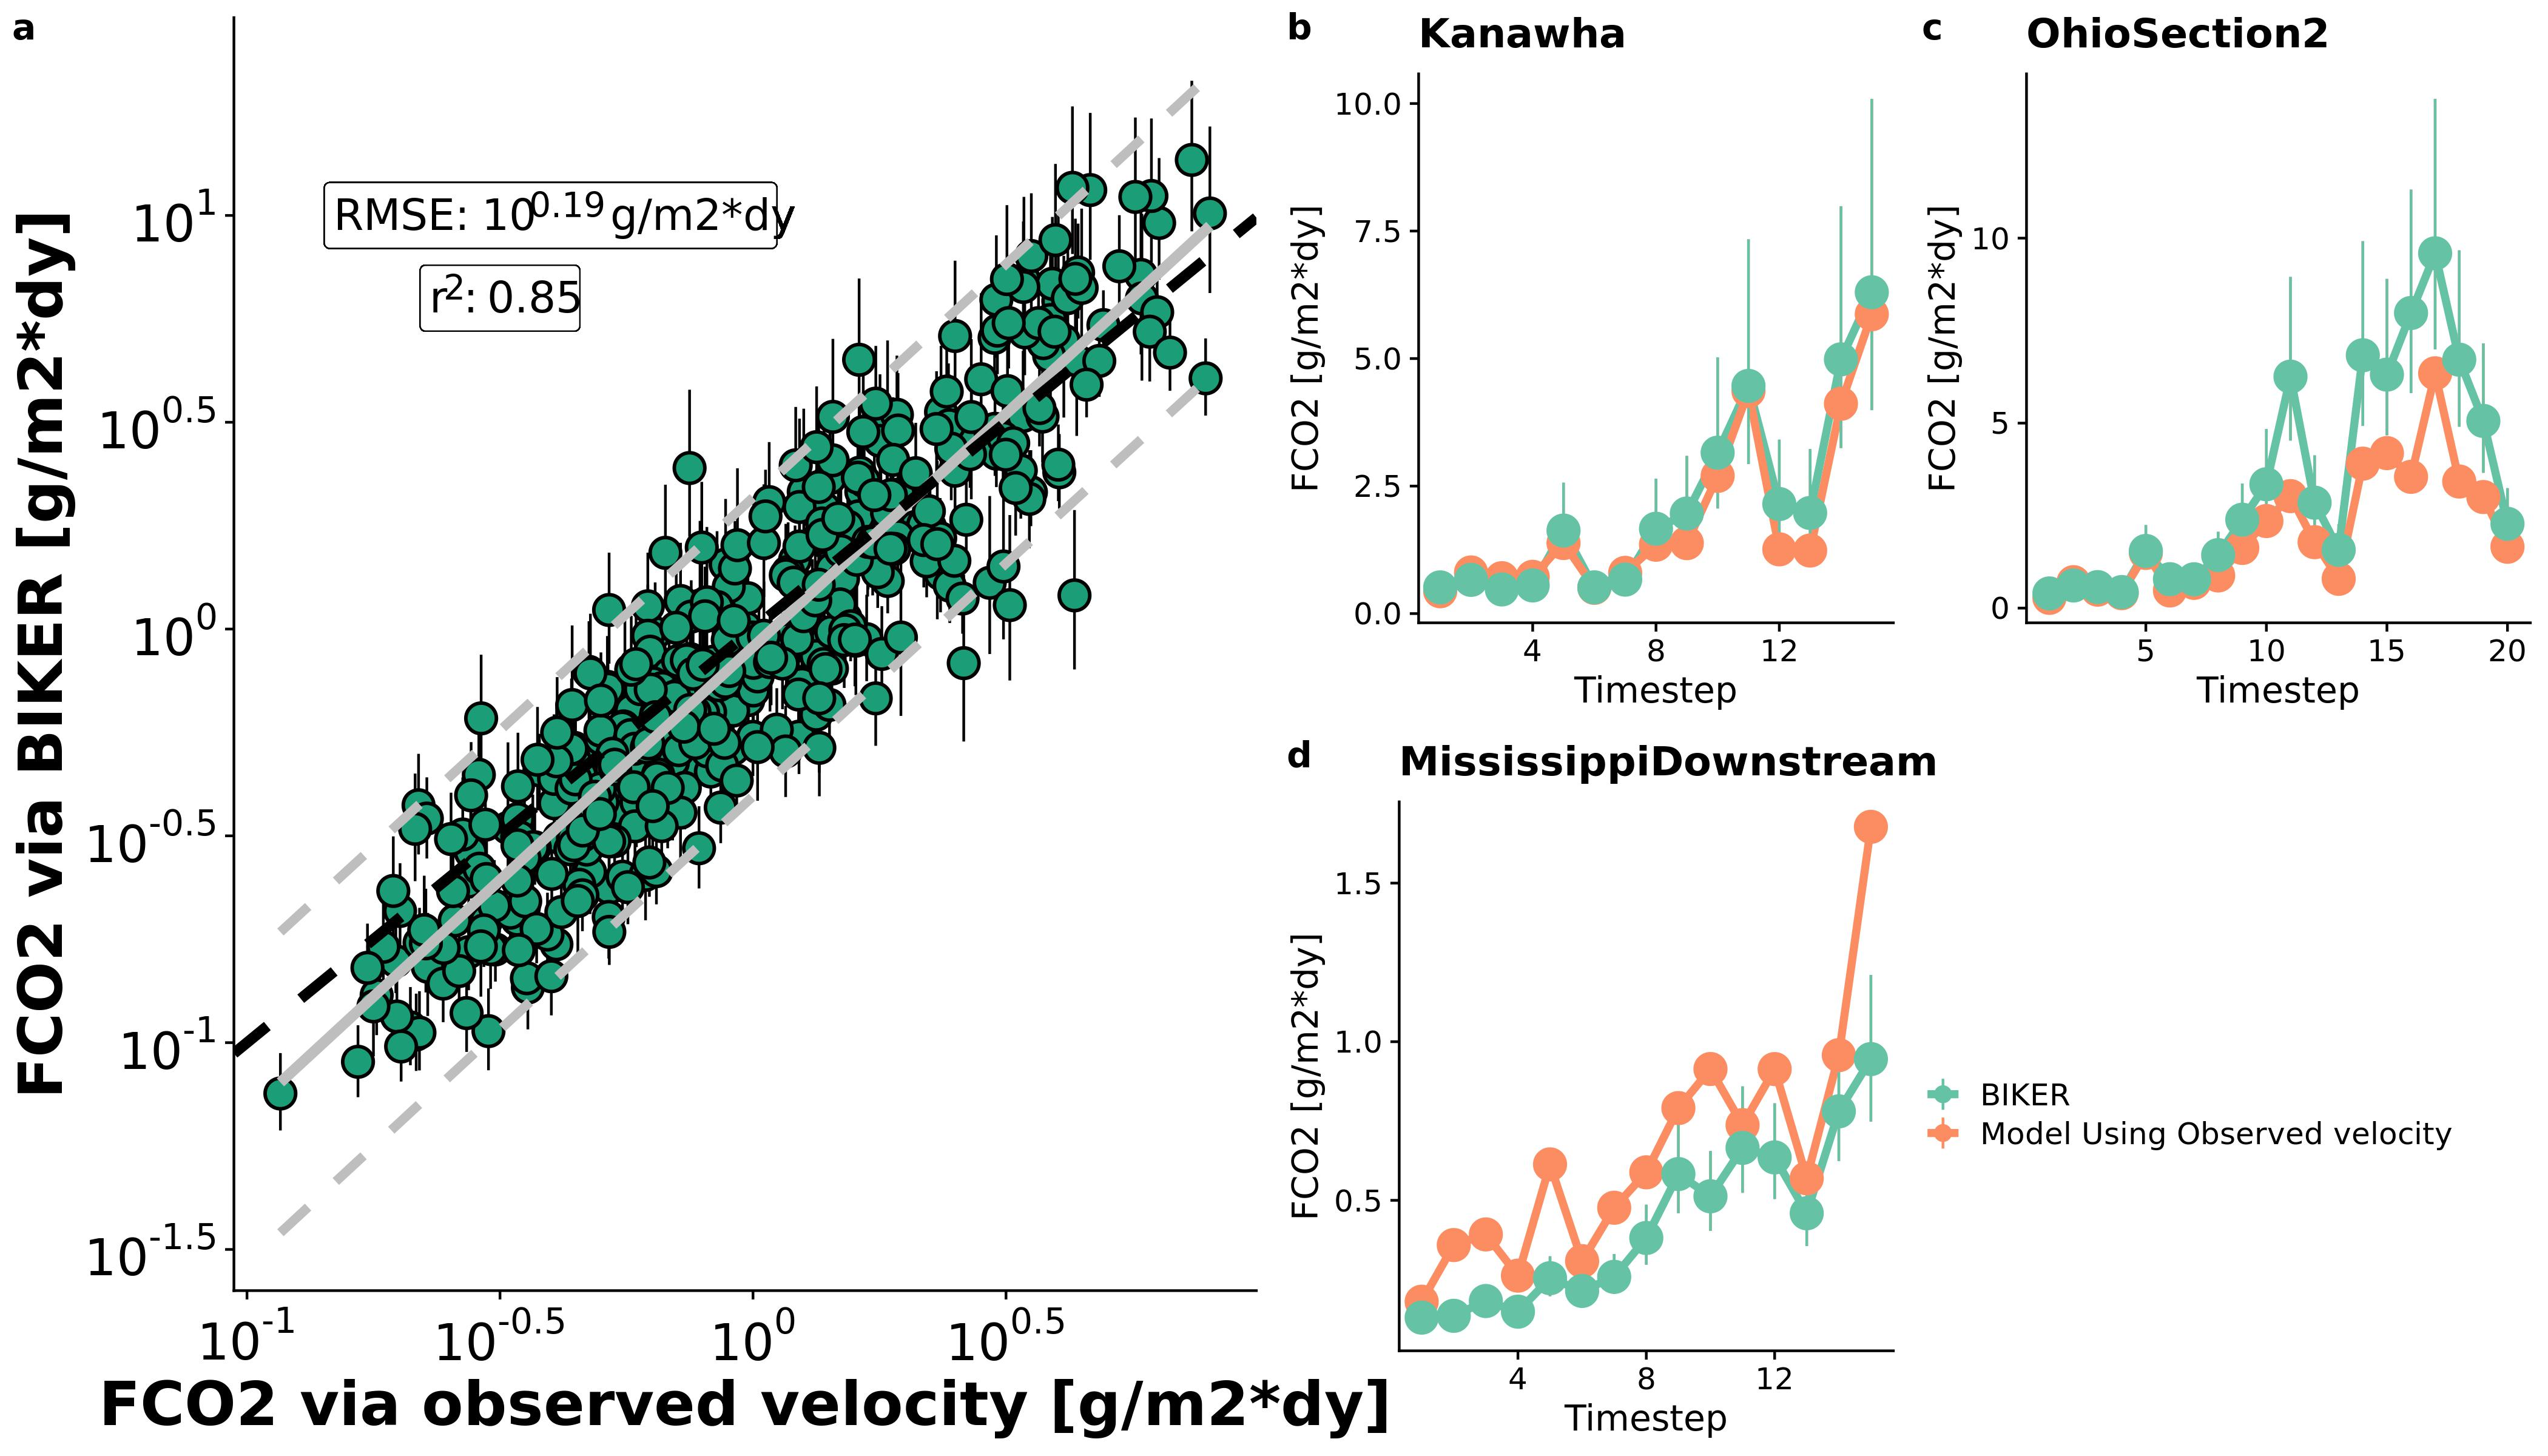 a
FCO2 via BIKER [g/m2*dy]
10^1
10^0.5
10^0
10^-0.5
10^-1
10^-1.5
RMSE: 10^0.19 g/m2*dy
r^2: 0.85
10^-1 10^-0.5 10^0 10^0.5
FCO2 via observed velocity [g/m2*dy]
b Kanawha
FCO2 [g/m2*dy]
10.0
7.5
5.0
2.5
0.0
4 8 12
Timestep
c OhioSection2
FCO2 [g/m2*dy]
10
5
0
5 10 15 20
Timestep
d MississippiDownstream
FCO2 [g/m2*dy]
1.5
1.0
0.5
4 8 12
Timestep
BIKER
Model Using Observed velocity